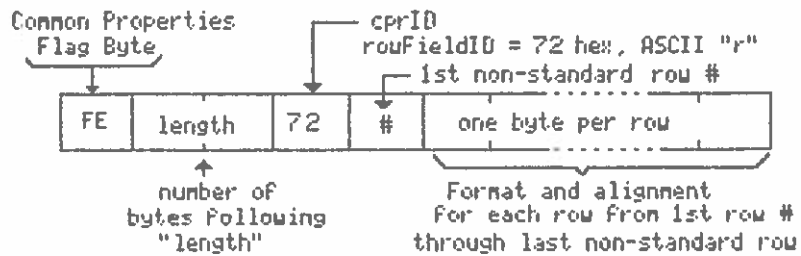 Common Properties
Flag Byte
cprID
rowFieldID = 72 hex, ASCII "r"
1st non-standard row #
FE
length
72
#
one byte per row
number of
bytes following
"length"
Format and alignment
for each row from 1st row #
through last non-standard row